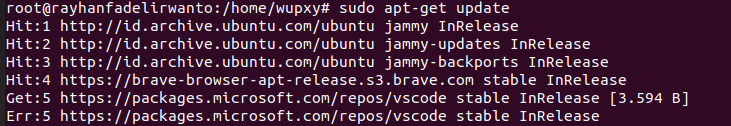 root@rayhanfadelirwanto:/home/wupxy# sudo apt-get update
Hit:1 http://id.archive.ubuntu.com/ubuntu jammy InRelease
Hit:2 http://id.archive.ubuntu.com/ubuntu jammy-updates InRelease
Hit:3 http://id.archive.ubuntu.com/ubuntu jammy-backports InRelease
Hit:4 https://brave-browser-apt-release.s3.brave.com stable InRelease
Get:5 https://packages.microsoft.com/repos/vscode stable InRelease [3.594 B]
Err:5 https://packages.microsoft.com/repos/vscode stable InRelease